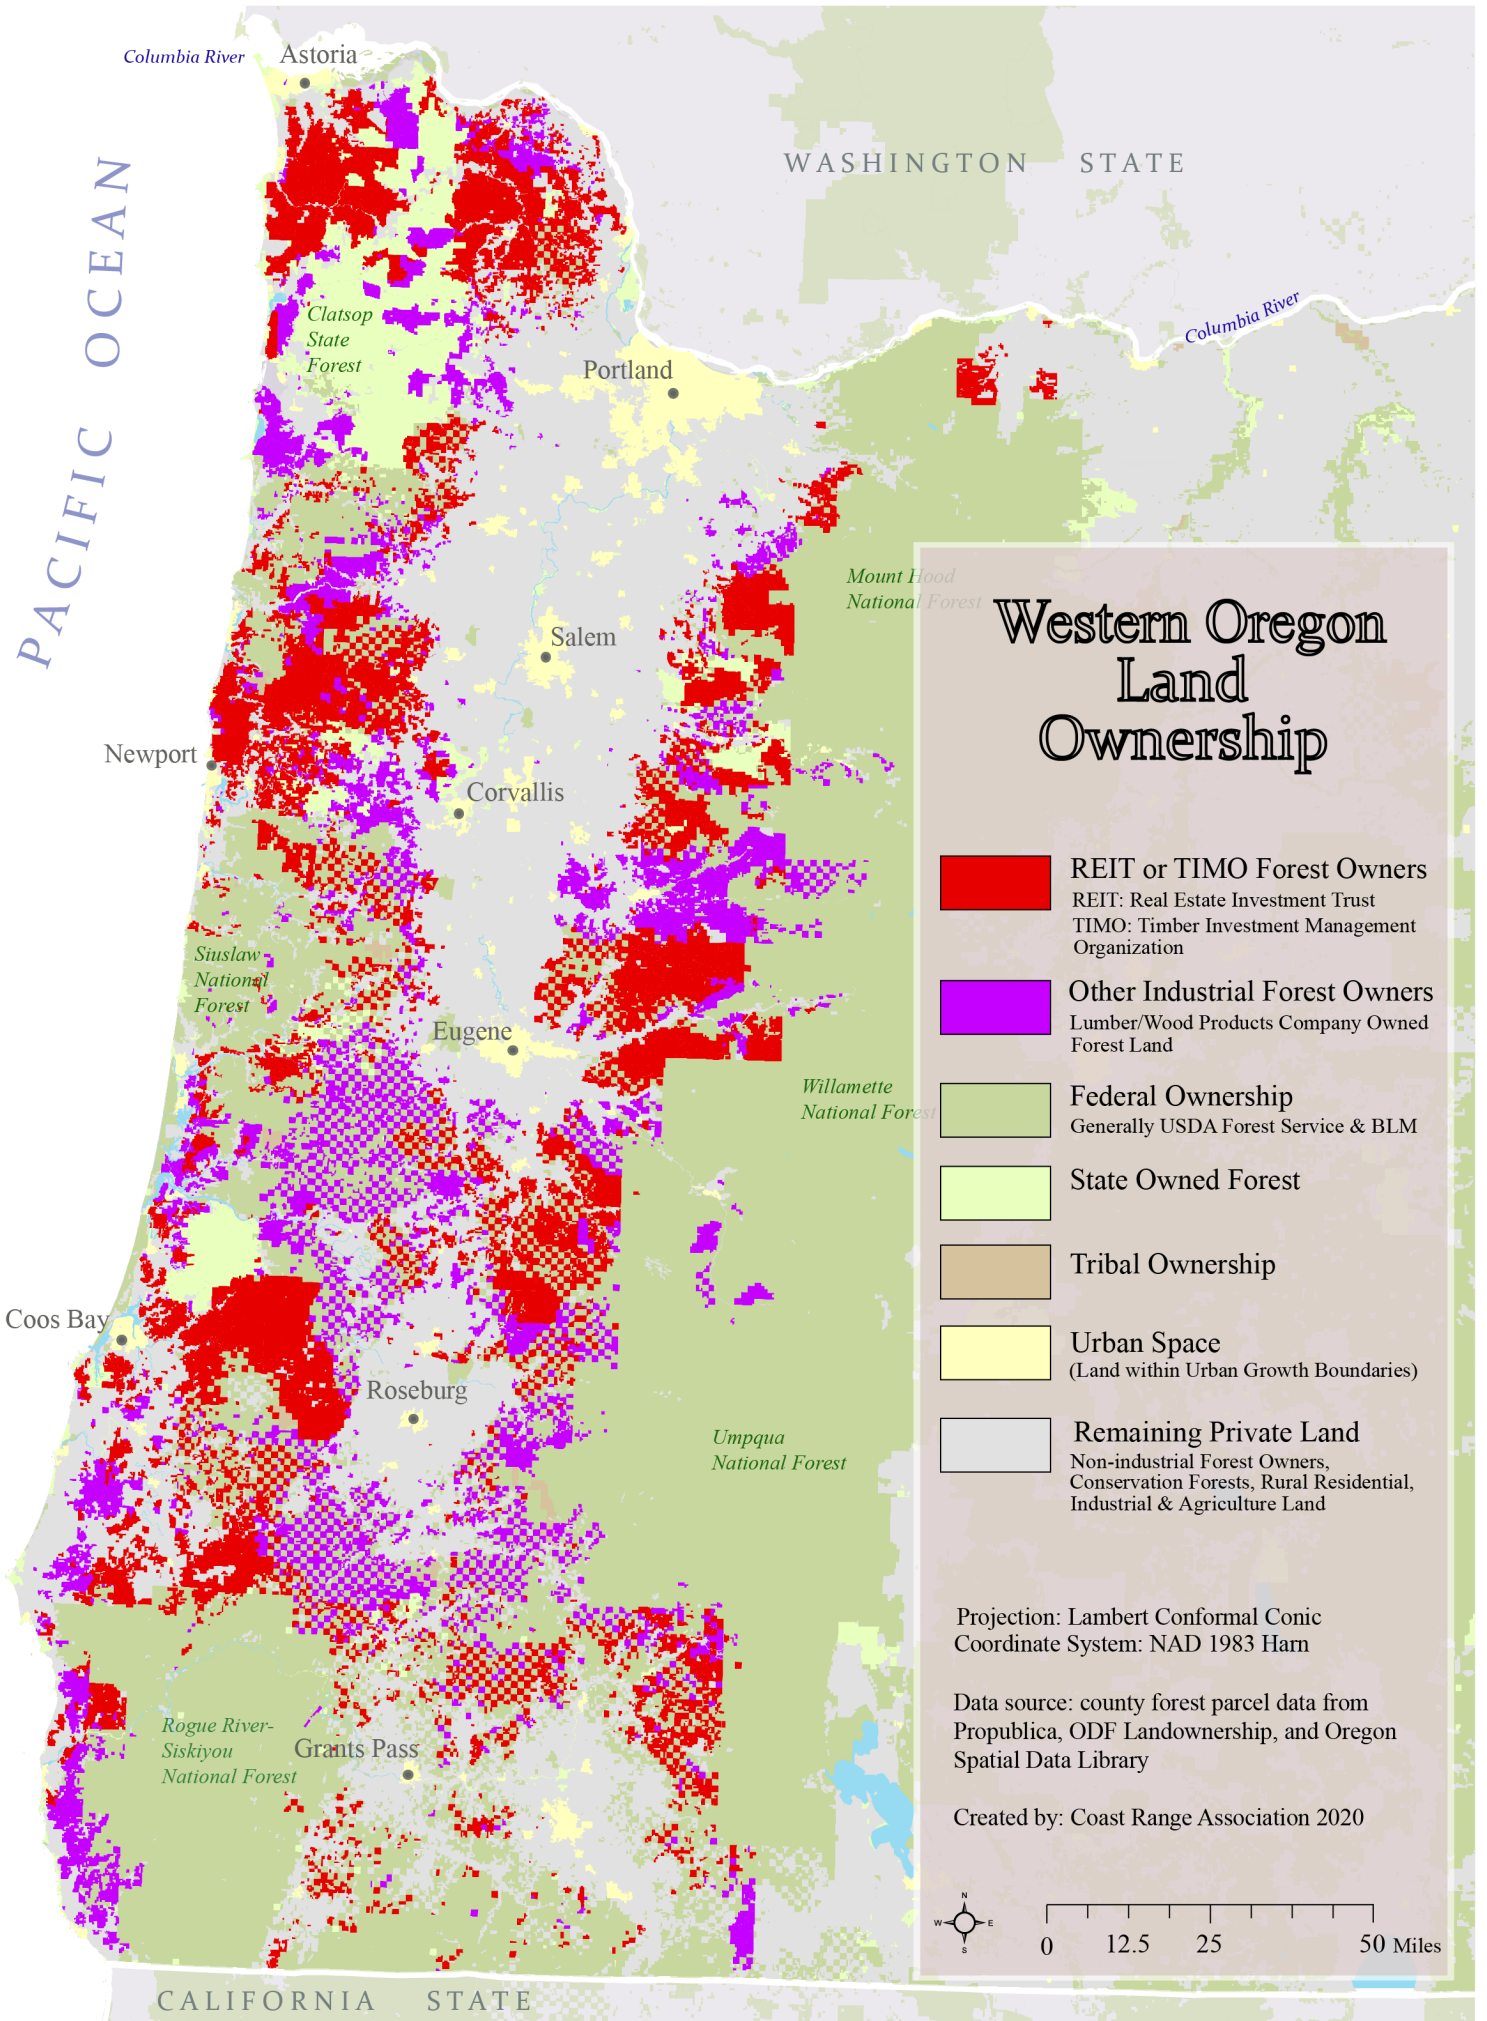 Columbia River
Astoria
WASHINGTON STATE
PACIFIC OCEAN
Columbia River
Clatsop
State
Forest
Portland
Mount Hood
National Forest
Salem
Newport
Corvallis
Siuslaw
National
Forest
Eugene
Willamette
National Forest
Coos Bay
Roseburg
Umpqua
National Forest
Rogue River-
Siskiyou
National Forest
Grants Pass
CALIFORNIA STATE
Western Oregon
Land
Ownership
REIT or TIMO Forest Owners
REIT: Real Estate Investment Trust
TIMO: Timber Investment Management
Organization
Other Industrial Forest Owners
Lumber/Wood Products Company Owned
Forest Land
Federal Ownership
Generally USDA Forest Service & BLM
State Owned Forest
Tribal Ownership
Urban Space
(Land within Urban Growth Boundaries)
Remaining Private Land
Non-industrial Forest Owners,
Conservation Forests, Rural Residential,
Industrial & Agriculture Land
Projection: Lambert Conformal Conic
Coordinate System: NAD 1983 Harn
Data source: county forest parcel data from
Propublica, ODF Landownership, and Oregon
Spatial Data Library
Created by: Coast Range Association 2020
N
W E
S
0 12.5 25 50 Miles